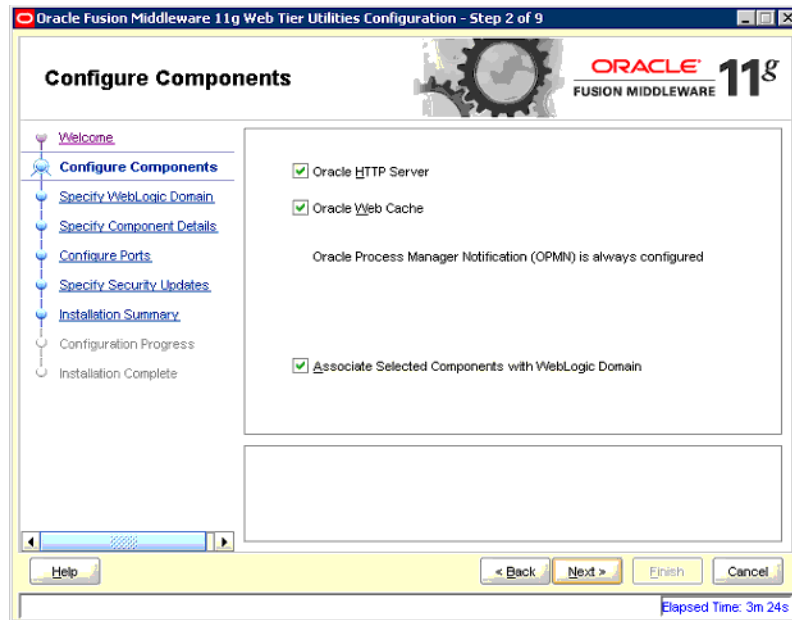 Oracle Fusion Middleware 11g Web Tier Utilities Configuration - Step 2 of 9
Configure Components
ORACLE
FUSION MIDDLEWARE
11g
Welcome
Configure Components
Specify WebLogic Domain
Specify Component Details
Configure Ports
Specify Security Updates
Installation Summary
Configuration Progress
Installation Complete
Oracle HTTP Server
Oracle Web Cache
Oracle Process Manager Notification (OPMN) is always configured
Associate Selected Components with WebLogic Domain
Help
< Back
Next >
Finish
Cancel
Elapsed Time: 3m 24s